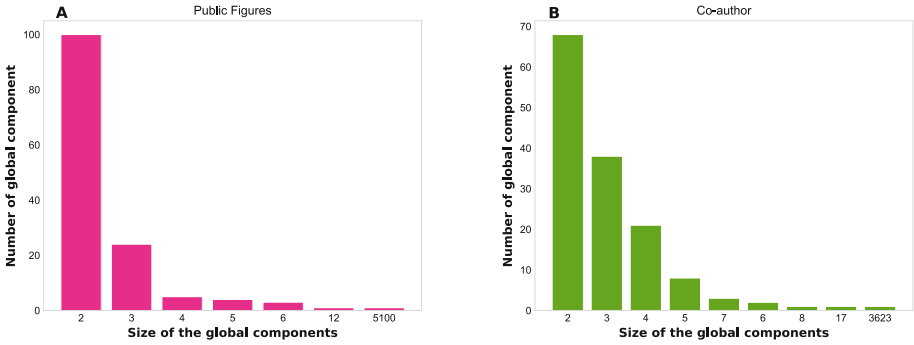 A
Public Figures
Number of global component
100
80
60
40
20
0
2 3 4 5 6 12 5100
Size of the global components
B
Co-author
Number of global component
70
60
50
40
30
20
10
0
2 3 4 5 7 6 8 17 3623
Size of the global components